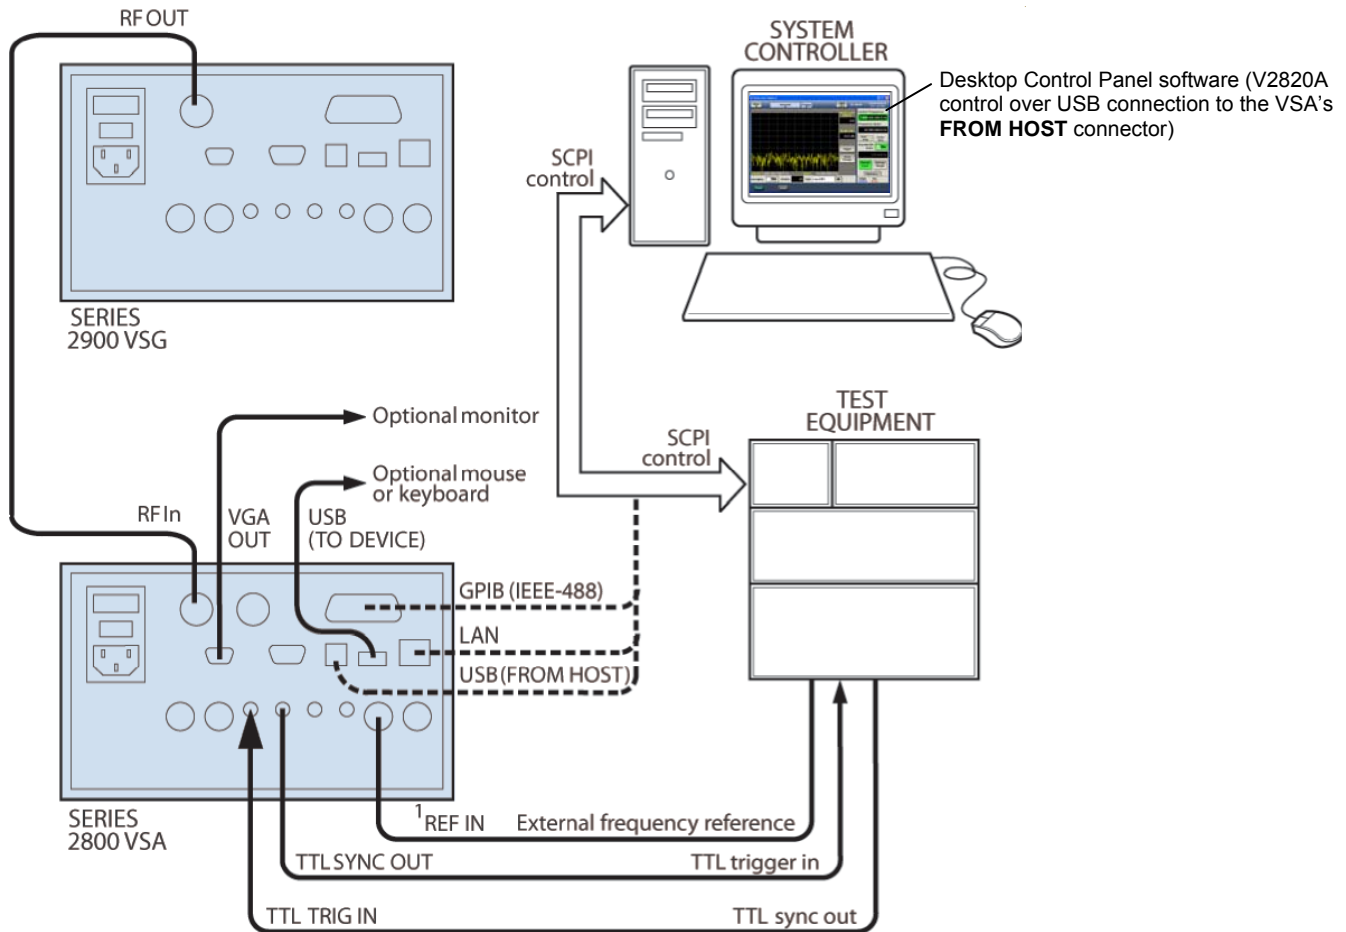 RF OUT
SYSTEM
CONTROLLER
Desktop Control Panel software (V2820A
control over USB connection to the VSA's
FROM HOST connector)
SCPI
control
SERIES
2900 VSG
Optional monitor
Optional mouse
or keyboard
SCPI
control
TEST
EQUIPMENT
RF In
VGA
OUT
USB
(TO DEVICE)
GPIB (IEEE-488)
LAN
USB (FROM HOST)
SERIES
2800 VSA
1REF IN
External frequency reference
TTL SYNC OUT
TTL trigger in
TTL TRIG IN
TTL sync out